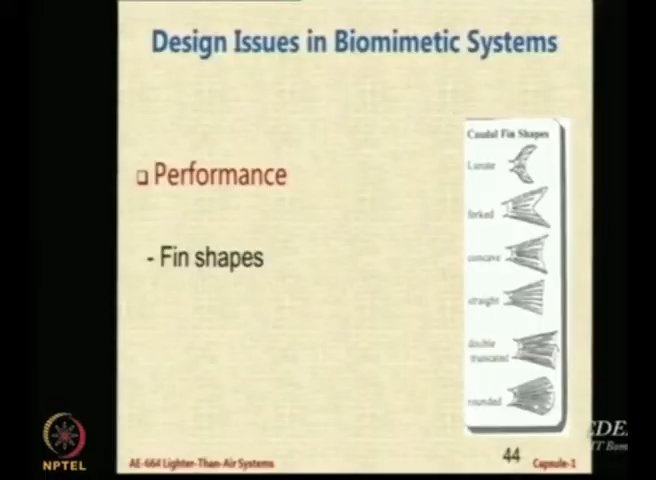 Design Issues in Biomimetic Systems
Performance
- Fin shapes
Caudal Fin Shapes
Lunate
forked
concave
straight
double
truncated
rounded
NPTEL
AE-664 Lighter-Than-Air Systems
44
Capsule-1